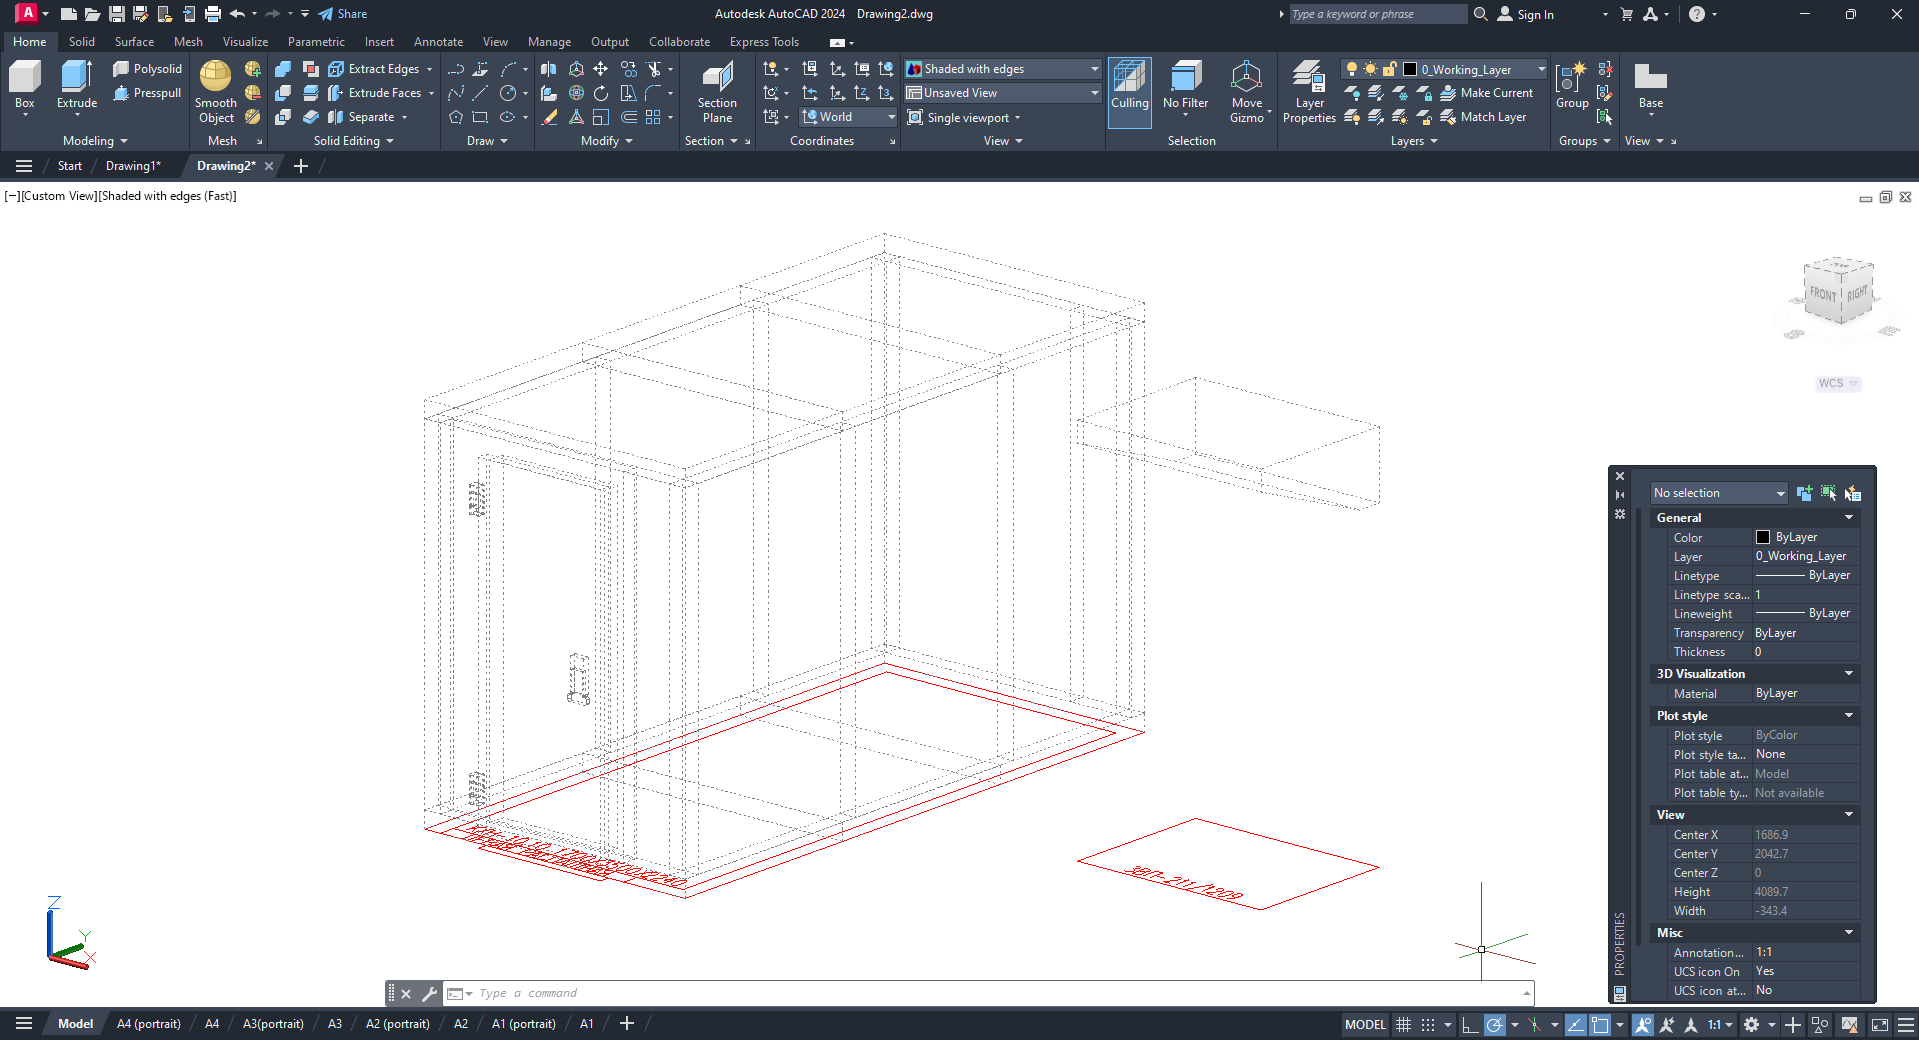 Share
Autodesk AutoCAD 2024 Drawing2.dwg
Type a keyword or phrase
Sign In
Home Solid Surface Mesh Visualize Parametric Insert Annotate View Manage Output Collaborate Express Tools
Box
Extrude
Polysolid
Presspull
Modeling
Smooth
Object
Mesh
Extract Edges
Extrude Faces
Separate
Solid Editing
Draw
Modify
Section
Plane
Section
World
Coordinates
Shaded with edges
Unsaved View
Single viewport
View
Culling
No Filter
Move
Gizmo
Selection
Layer
Properties
0_Working_Layer
Make Current
Match Layer
Layers
Group
Groups
Base
View
Start
Drawing1*
Drawing2*
[−][Custom View][Shaded with edges (Fast)]
FRONT
RIGHT
WCS
No selection
General
Color ByLayer
Layer 0_Working_Layer
Linetype ByLayer
Linetype sca... 1
Lineweight ByLayer
Transparency ByLayer
Thickness 0
3D Visualization
Material ByLayer
Plot style
Plot style ByColor
Plot style ta... None
Plot table at... Model
Plot table ty... Not available
View
Center X 1686.9
Center Y 2042.7
Center Z 0
Height 4089.7
Width -343.4
Misc
Annotation... 1:1
UCS icon On Yes
UCS icon at... No
PROPERTIES
Z
Y
X
Type a command
Model A4 (portrait) A4 A3(portrait) A3 A2 (portrait) A2 A1 (portrait) A1
MODEL
1:1